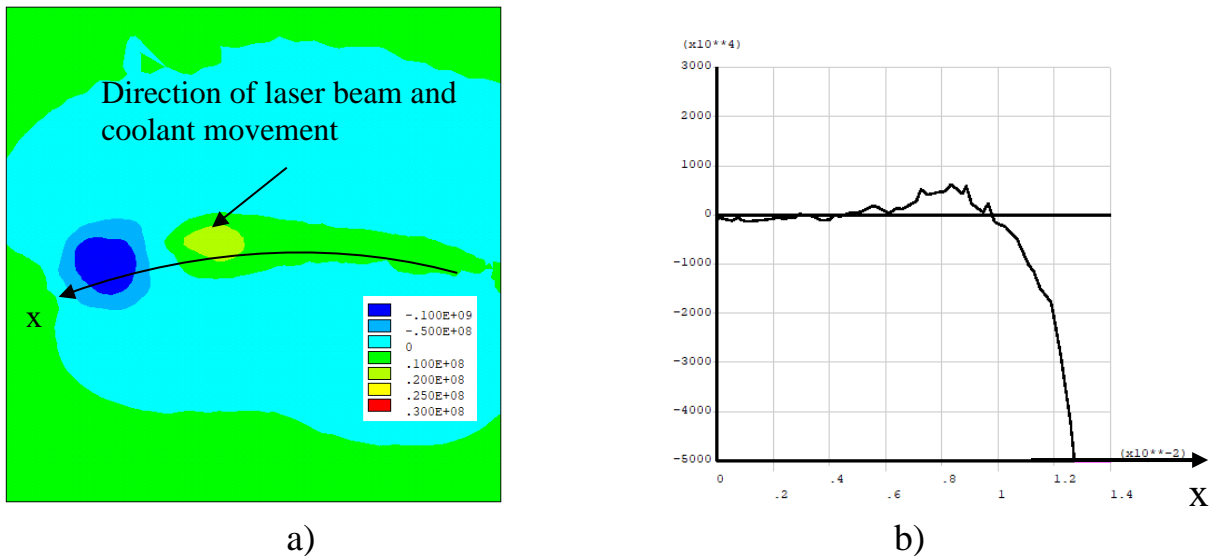 Direction of laser beam and
coolant movement
x
-.100E+09
-.500E+08
0
.100E+08
.200E+08
.250E+08
.300E+08
a)
(x10**4)
3000
2000
1000
0
-1000
-2000
-3000
-4000
-5000
(x10**-2)
0 .4 .8 1.2
.2 .6 1 1.4
x
b)